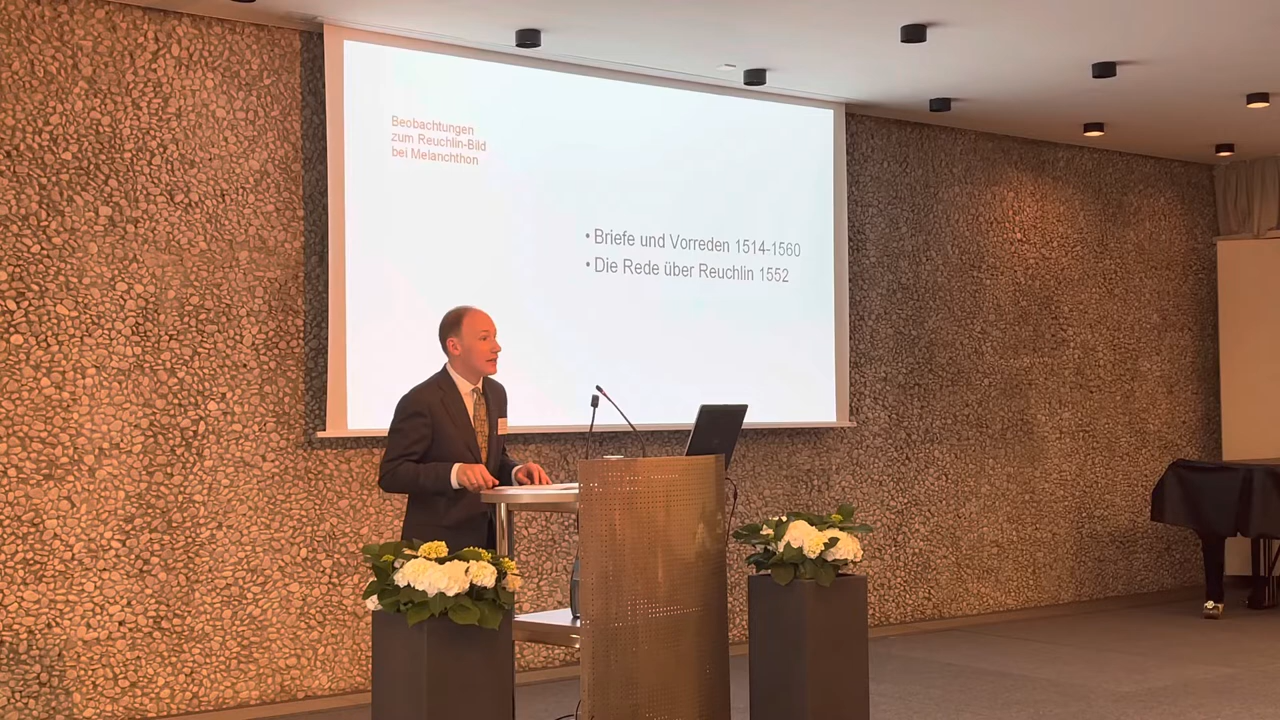 Beobachtungen
zum Reuchlin-Bild
bei Melanchthon
• Briefe und Vorreden 1514-1560
• Die Rede über Reuchlin 1552